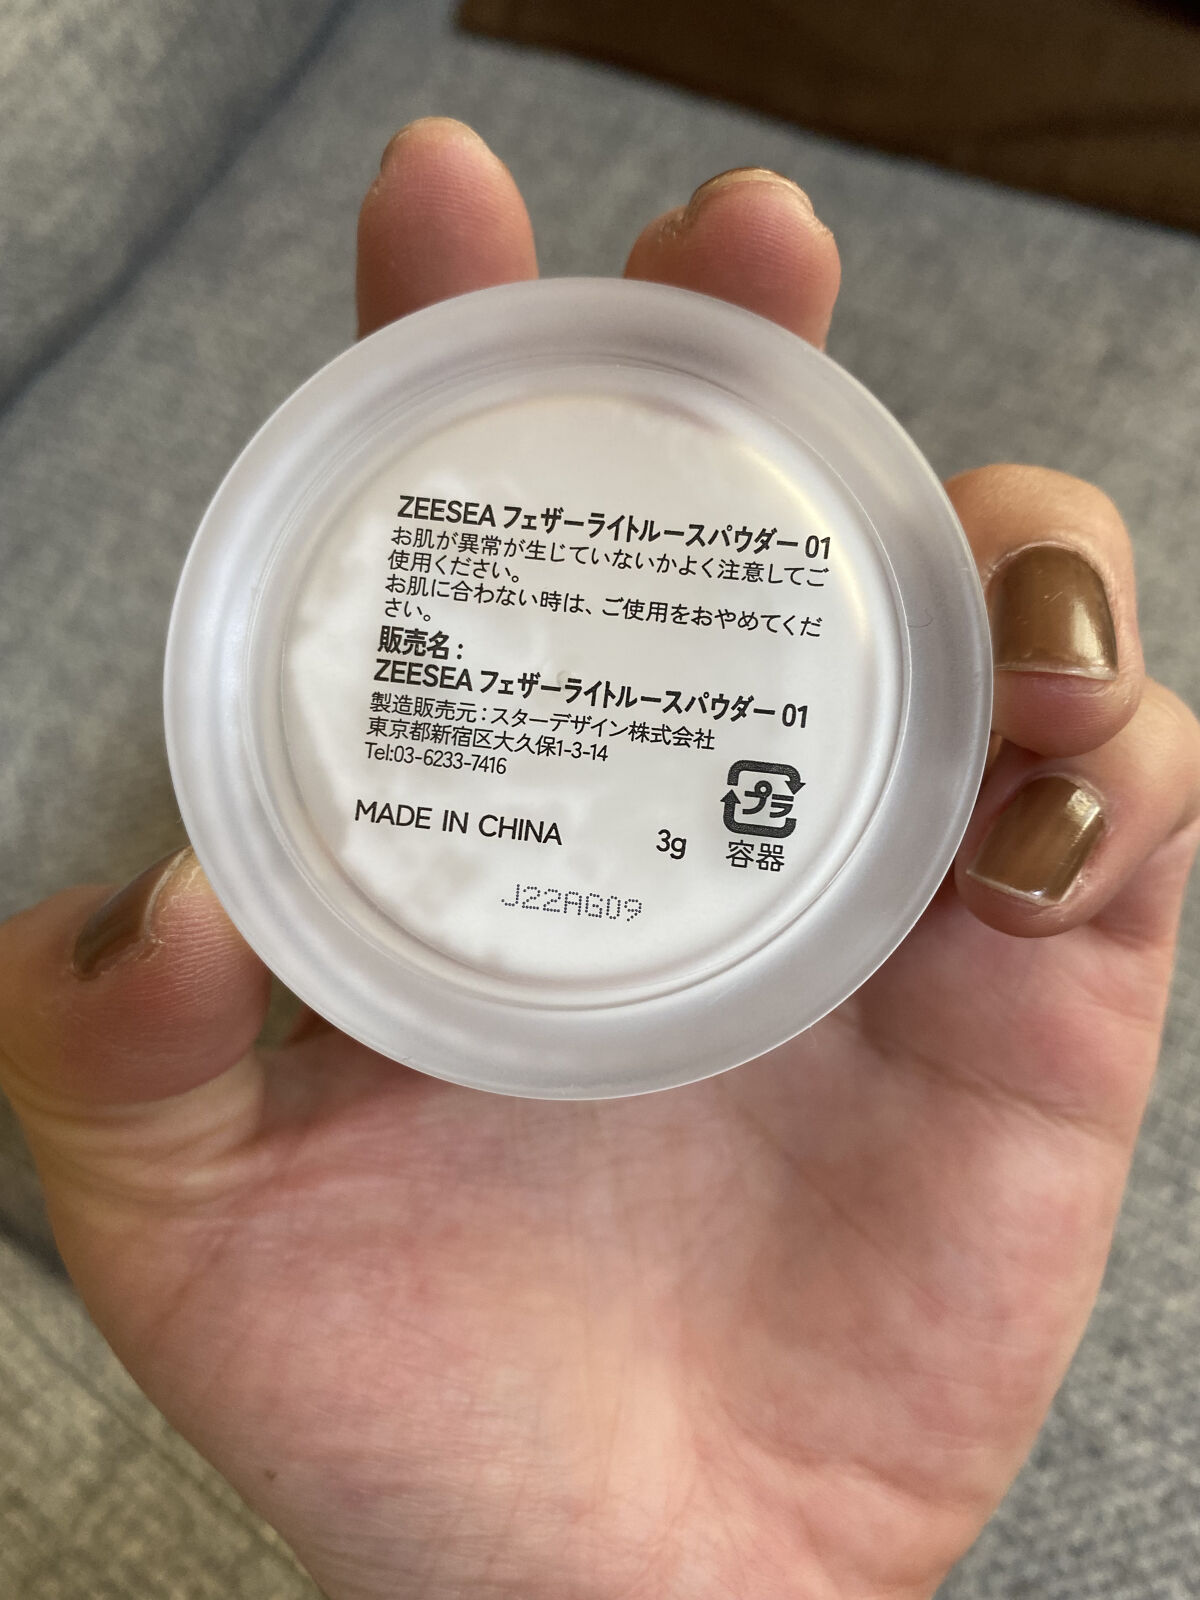 ZEESEA フェザーライトルースパウダー 01
お肌が異常が生じていないかよく注意してご
使用ください。
お肌に合わない時は、ご使用をおやめくだ
さい。
販売名：
ZEESEA フェザーライトルースパウダー 01
製造販売元：スターデザイン株式会社
東京都新宿区大久保1-3-14
Tel:03-6233-7416
プラ
MADE IN CHINA
3g
容器
J22AG09